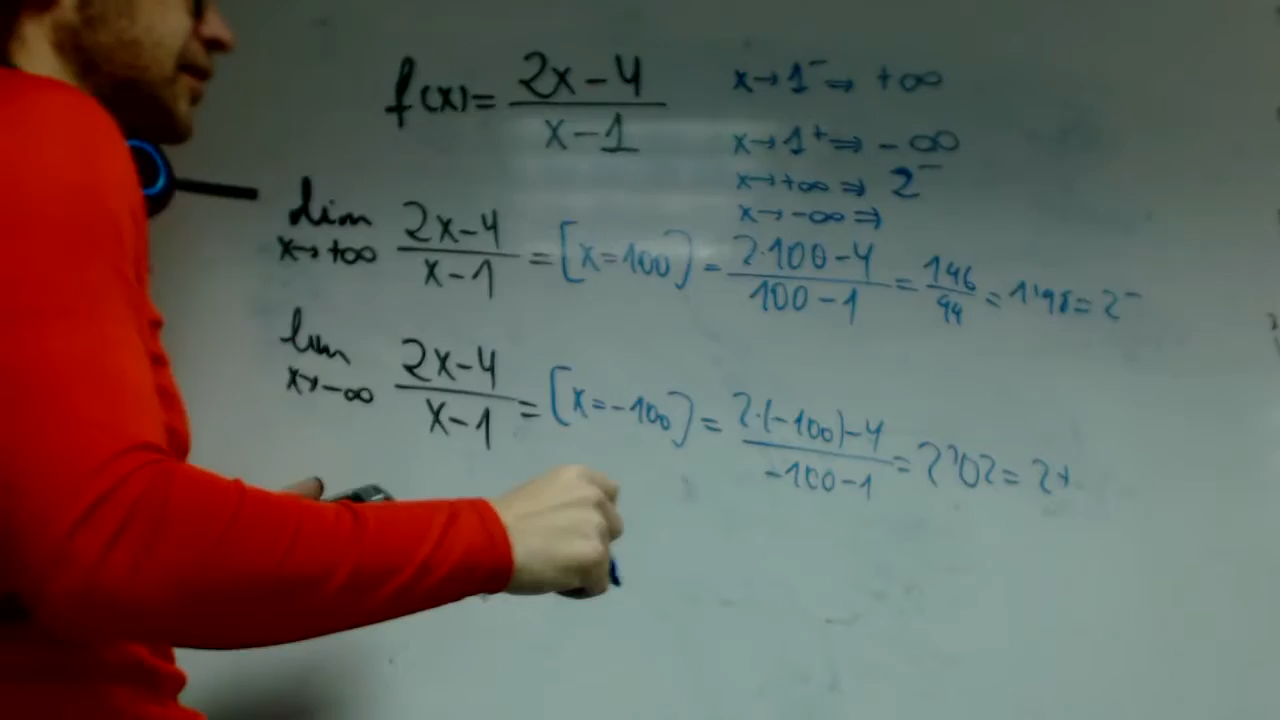 f(x) = (2x-4)/(x-1)
x→1⁻ ⇒ +∞
x→1⁺ ⇒ -∞
x→+∞ ⇒ 2⁻
x→-∞ ⇒
lim x→+∞ (2x-4)/(x-1) = [x=100] = (2·100-4)/(100-1) = 196/99 = 1'98 = 2⁻
lim x→-∞ (2x-4)/(x-1) = [x=-100] = (2·(-100)-4)/(-100-1) = 2'02 = 2⁺